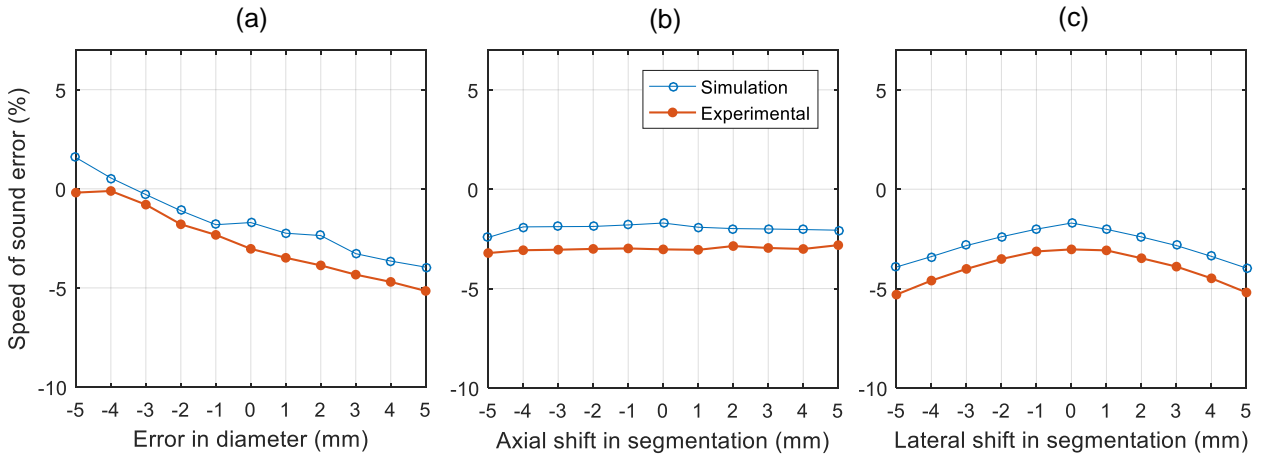 (a)
(b)
(c)
Speed of sound error (%)
5
0
-5
-10
-5 -4 -3 -2 -1 0 1 2 3 4 5
Error in diameter (mm)
Simulation
Experimental
5
0
-5
-10
-5 -4 -3 -2 -1 0 1 2 3 4 5
Axial shift in segmentation (mm)
5
0
-5
-10
-5 -4 -3 -2 -1 0 1 2 3 4 5
Lateral shift in segmentation (mm)